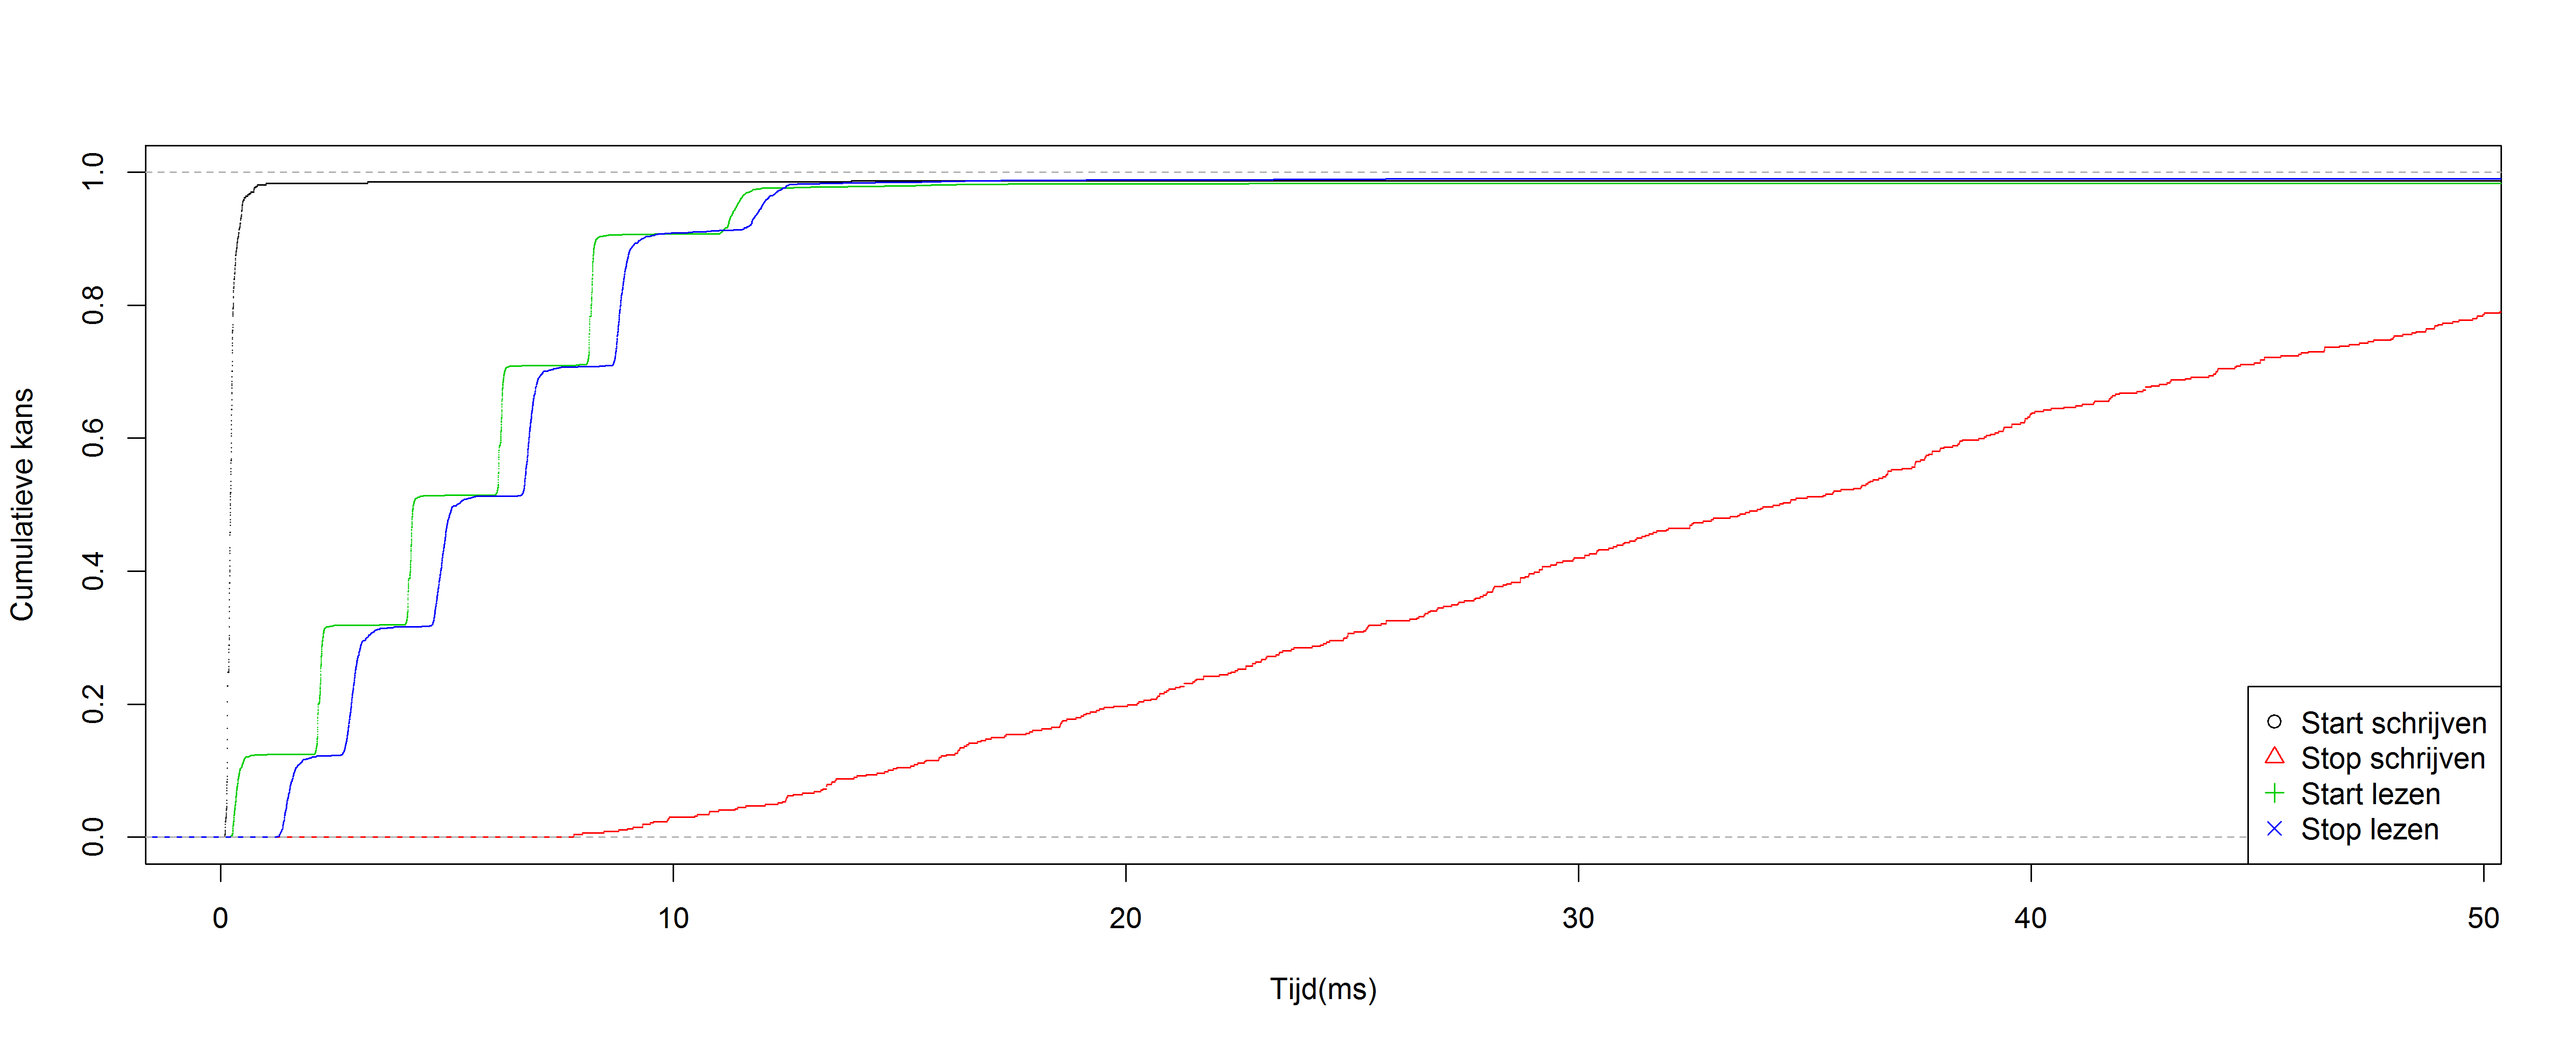 Cumulatieve kans
1.0
0.8
0.6
0.4
0.2
0.0
Start schrijven
Stop schrijven
Start lezen
Stop lezen
0 10 20 30 40 50
Tijd(ms)